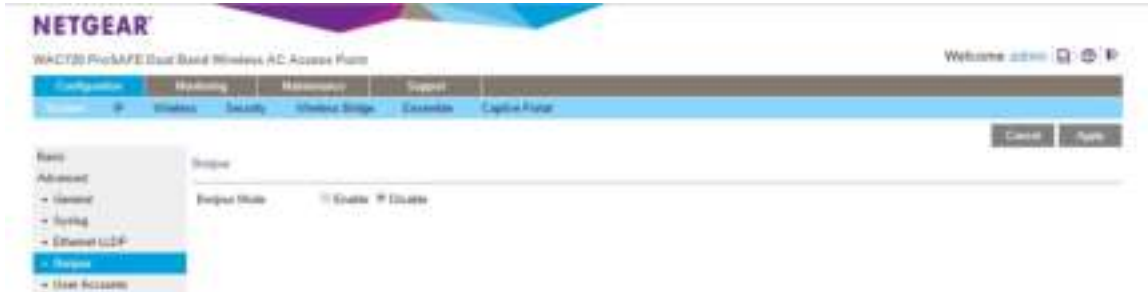 NETGEAR
WAC720 ProSAFE Dual Band Wireless AC Access Point
Welcome admin
Configuration Monitoring Maintenance Support
System IP Wireless Security Wireless Bridge Ensemble Captive Portal
Cancel Apply
Basic
Bonjour
Advanced
General
Bonjour Mode Enable Disable
Syslog
Ethernet LLDP
Bonjour
User Accounts